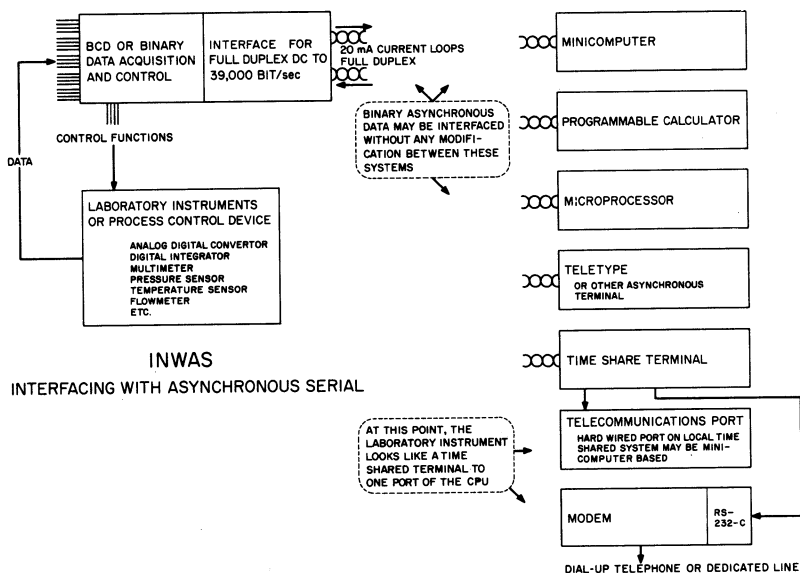 BCD OR BINARY
DATA ACQUISITION
AND CONTROL
INTERFACE FOR
FULL DUPLEX DC TO
39,000 BIT/sec
20 mA CURRENT LOOPS
FULL DUPLEX
CONTROL FUNCTIONS
DATA
LABORATORY INSTRUMENTS
OR PROCESS CONTROL DEVICE
ANALOG DIGITAL CONVERTOR
DIGITAL INTEGRATOR
MULTIMETER
PRESSURE SENSOR
TEMPERATURE SENSOR
FLOWMETER
ETC.
INWAS
INTERFACING WITH ASYNCHRONOUS SERIAL
BINARY ASYNCHRONOUS
DATA MAY BE INTERFACED
WITHOUT ANY MODIFI-
CATION BETWEEN THESE
SYSTEMS
AT THIS POINT, THE
LABORATORY INSTRUMENT
LOOKS LIKE A TIME
SHARED TERMINAL TO
ONE PORT OF THE CPU
MINICOMPUTER
PROGRAMMABLE CALCULATOR
MICROPROCESSOR
TELETYPE
OR OTHER ASYNCHRONOUS
TERMINAL
TIME SHARE TERMINAL
TELECOMMUNICATIONS PORT
HARD WIRED PORT ON LOCAL TIME
SHARED SYSTEM MAY BE MINI-
COMPUTER BASED
MODEM
RS-
232-C
DIAL-UP TELEPHONE OR DEDICATED LINE